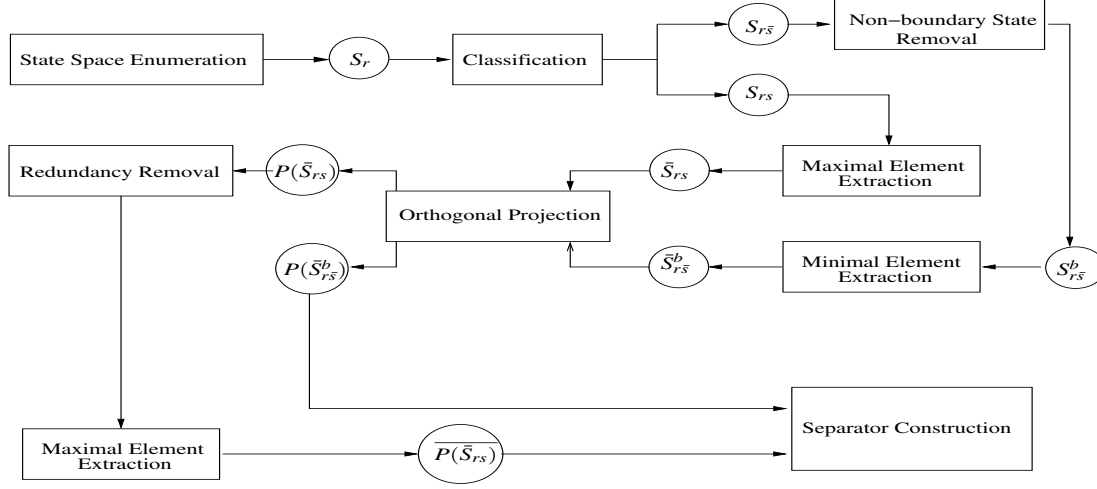 S_{r\bar{s}}
Non−boundary State
Removal
State Space Enumeration
S_r
Classification
S_{rs}
Redundancy Removal
P(\bar{S}_{rs})
\bar{S}_{rs}
Maximal Element
Extraction
Orthogonal Projection
P(\bar{S}^b_{r\bar{s}})
\bar{S}^b_{r\bar{s}}
Minimal Element
Extraction
S^b_{r\bar{s}}
Separator Construction
Maximal Element
Extraction
\overline{P(\bar{S}_{rs})}